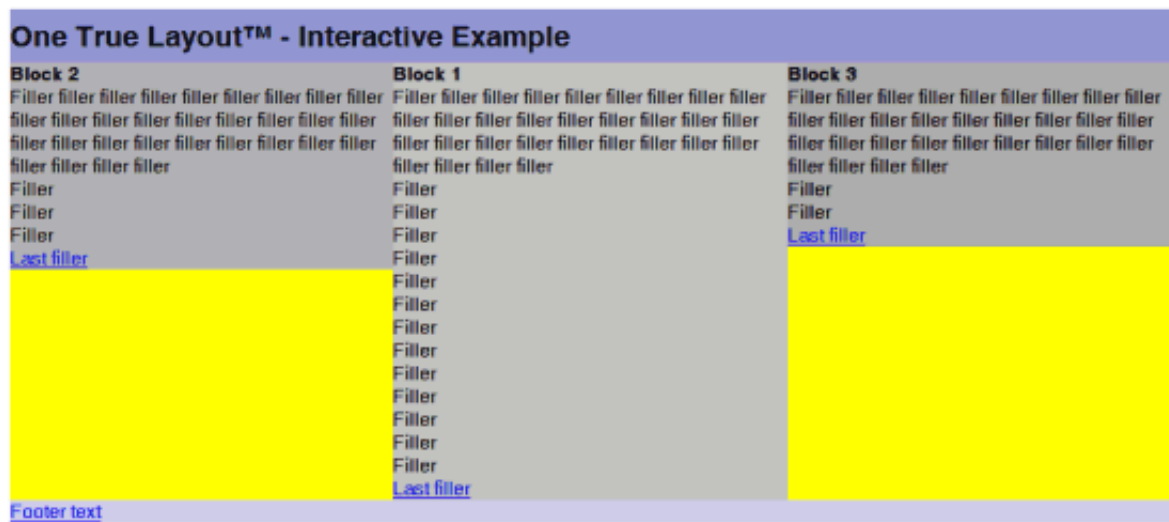 One True Layout™ - Interactive Example
Block 2
Filler filler filler filler filler filler filler filler filler
filler filler filler filler filler filler filler filler filler
filler filler filler filler filler filler filler filler filler
filler filler filler filler
Filler
Filler
Filler
Last filler
Block 1
Filler filler filler filler filler filler filler filler filler
filler filler filler filler filler filler filler filler filler
filler filler filler filler filler filler filler filler filler
filler filler filler filler
Filler
Filler
Filler
Filler
Filler
Filler
Filler
Filler
Filler
Filler
Filler
Filler
Filler
Last filler
Block 3
Filler filler filler filler filler filler filler filler filler
filler filler filler filler filler filler filler filler filler
filler filler filler filler filler filler filler filler filler
filler filler filler filler
Filler
Filler
Last filler
Footer text